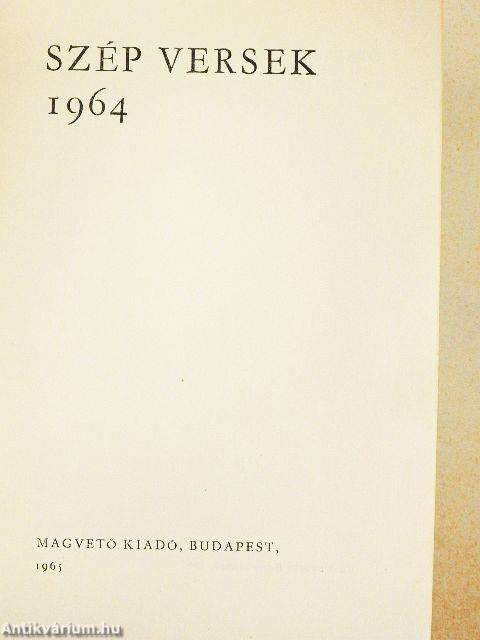 SZÉP VERSEK
1964
MAGVETŐ KIADÓ, BUDAPEST,
1965
Antikvárium.hu